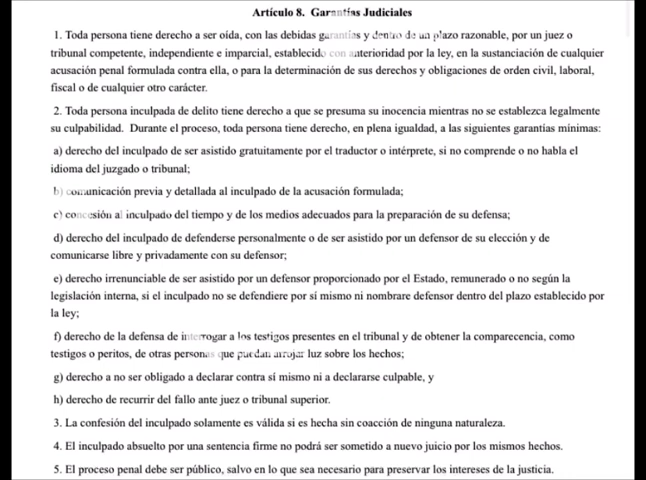 Artículo 8. Garantías Judiciales
1. Toda persona tiene derecho a ser oída, con las debidas garantías y dentro de un plazo razonable, por un juez o
tribunal competente, independiente e imparcial, establecido con anterioridad por la ley, en la sustanciación de cualquier
acusación penal formulada contra ella, o para la determinación de sus derechos y obligaciones de orden civil, laboral,
fiscal o de cualquier otro carácter.
2. Toda persona inculpada de delito tiene derecho a que se presuma su inocencia mientras no se establezca legalmente
su culpabilidad. Durante el proceso, toda persona tiene derecho, en plena igualdad, a las siguientes garantías mínimas:
a) derecho del inculpado de ser asistido gratuitamente por el traductor o intérprete, si no comprende o no habla el
idioma del juzgado o tribunal;
b) comunicación previa y detallada al inculpado de la acusación formulada;
c) concesión al inculpado del tiempo y de los medios adecuados para la preparación de su defensa;
d) derecho del inculpado de defenderse personalmente o de ser asistido por un defensor de su elección y de
comunicarse libre y privadamente con su defensor;
e) derecho irrenunciable de ser asistido por un defensor proporcionado por el Estado, remunerado o no según la
legislación interna, si el inculpado no se defendiere por sí mismo ni nombrare defensor dentro del plazo establecido por
la ley;
f) derecho de la defensa de interrogar a los testigos presentes en el tribunal y de obtener la comparecencia, como
testigos o peritos, de otras personas que puedan arrojar luz sobre los hechos;
g) derecho a no ser obligado a declarar contra sí mismo ni a declararse culpable, y
h) derecho de recurrir del fallo ante juez o tribunal superior.
3. La confesión del inculpado solamente es válida si es hecha sin coacción de ninguna naturaleza.
4. El inculpado absuelto por una sentencia firme no podrá ser sometido a nuevo juicio por los mismos hechos.
5. El proceso penal debe ser público, salvo en lo que sea necesario para preservar los intereses de la justicia.